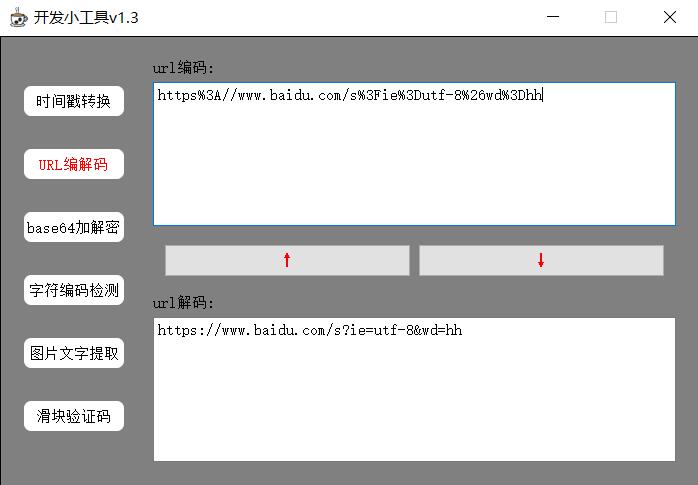 开发小工具v1.3
时间戳转换
URL编解码
base64加解密
字符编码检测
图片文字提取
滑块验证码
url编码:
https%3A//www.baidu.com/s%3Fie%3Dutf-8%26wd%3Dhh
↑
↓
url解码:
https://www.baidu.com/s?ie=utf-8&wd=hh